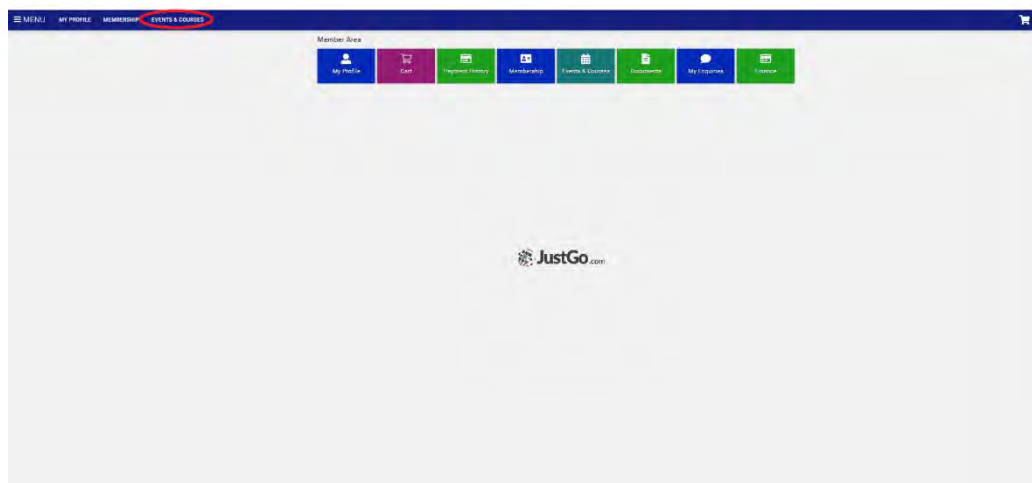 MENU MY PROFILE MEMBERSHIP EVENTS & COURSES
Member Area
My Profile Cart Payment History Membership Events & Courses Documents My Enquiries Finance
JustGo.com